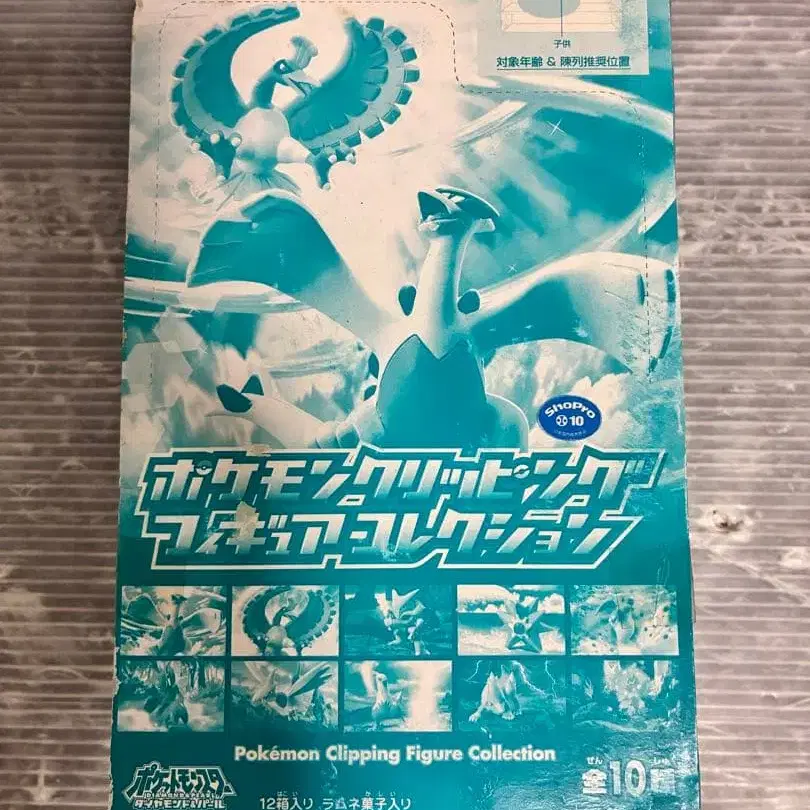 子供
対象年齢 & 陳列推奨位置
ShoPro
10
ポケモンクリッピング
フィギュアコレクション
Pokémon Clipping Figure Collection
ポケットモンスター
DIAMOND & PEARL
ダイヤモンド&パール
12箱入り ラムネ菓子入り
全10種